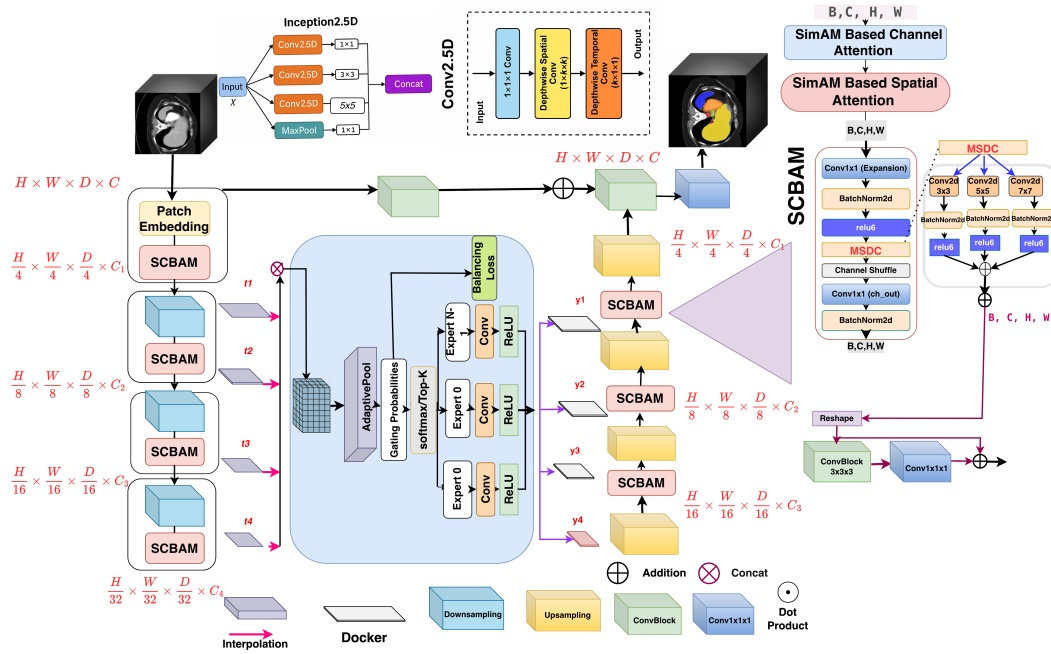 Inception2.5D
Input
X
Conv2.5D
1×1
Conv2.5D
3×3
Conv2.5D
5x5
MaxPool
1×1
Concat
Conv2.5D
Input
1×1×1 Conv
Depthwise Spatial
Conv
(1×k×k)
Depthwise Temporal
Conv
(k×1×1)
Output
B,C, H, W
SimAM Based Channel
Attention
SimAM Based Spatial
Attention
B,C,H,W
SCBAM
Conv1x1 (Expansion)
BatchNorm2d
relu6
MSDC
Channel Shuffle
Conv1x1 (ch_out)
BatchNorm2d
B,C,H,W
MSDC
Conv2d
3x3
Conv2d
5x5
Conv2d
7x7
BatchNorm2d
BatchNorm2d
BatchNorm2d
relu6
relu6
relu6
B, C, H, W
Reshape
ConvBlock
3x3x3
Conv1x1x1
H × W × D × C
H × W × D × C
Patch
Embedding
SCBAM
H/4 × W/4 × D/4 × C₁
SCBAM
H/8 × W/8 × D/8 × C₂
SCBAM
H/16 × W/16 × D/16 × C₃
SCBAM
H/32 × W/32 × D/32 × C₄
t1
t2
t3
t4
AdaptivePool
Gating Probabilities
softmax/Top-K
Balancing
Loss
Expert N-
1
Conv
ReLU
Expert 0
Conv
ReLU
Expert 0
Conv
ReLU
y1
y2
y3
y4
H/4 × W/4 × D/4 × C₁
SCBAM
H/8 × W/8 × D/8 × C₂
SCBAM
H/16 × W/16 × D/16 × C₃
SCBAM
Addition
Concat
Dot
Product
Interpolation
Docker
Downsampling
Upsampling
ConvBlock
Conv1x1x1